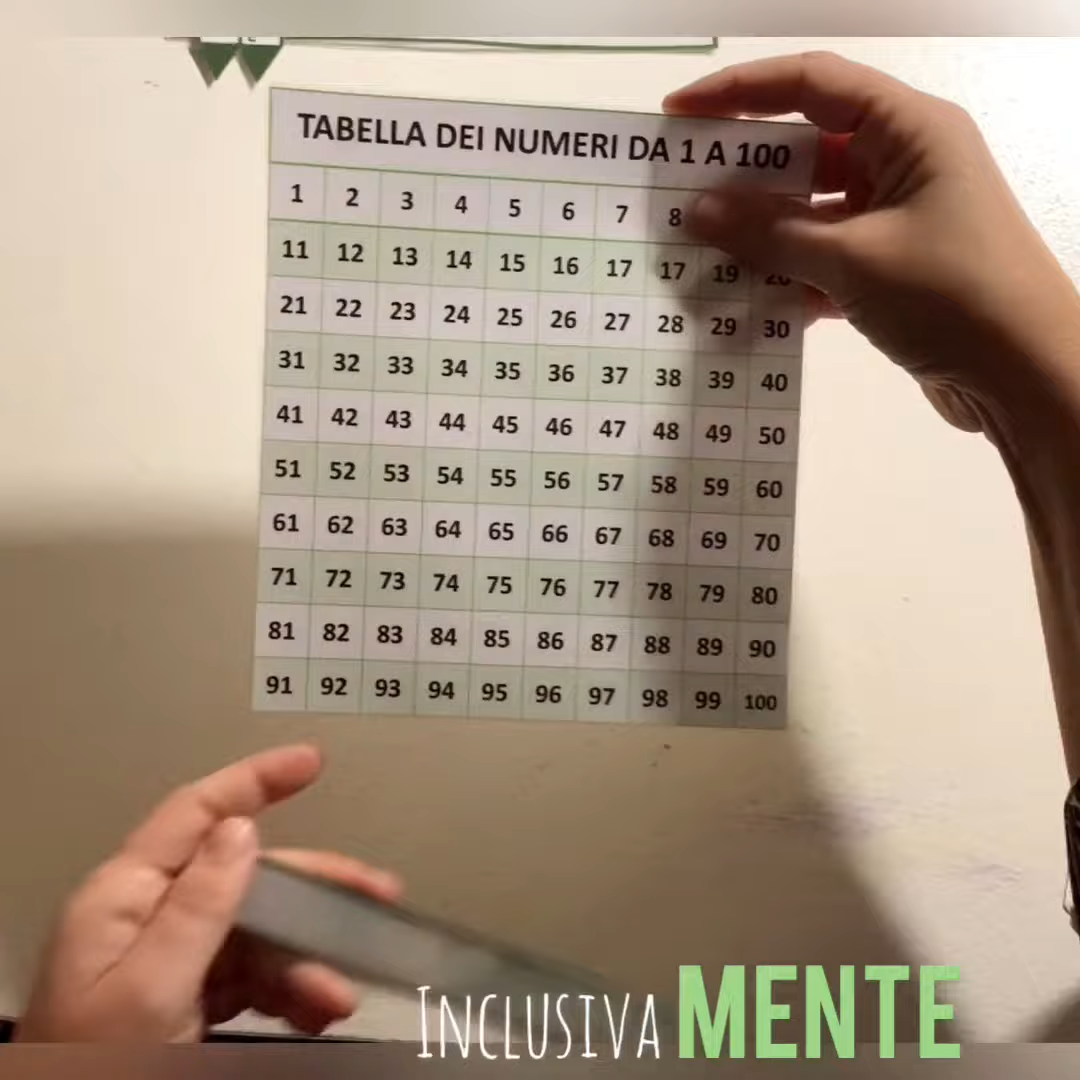 TABELLA DEI NUMERI DA 1 A 100
1 2 3 4 5 6 7 8
11 12 13 14 15 16 17 17 19 20
21 22 23 24 25 26 27 28 29 30
31 32 33 34 35 36 37 38 39 40
41 42 43 44 45 46 47 48 49 50
51 52 53 54 55 56 57 58 59 60
61 62 63 64 65 66 67 68 69 70
71 72 73 74 75 76 77 78 79 80
81 82 83 84 85 86 87 88 89 90
91 92 93 94 95 96 97 98 99 100
INCLUSIVA MENTE